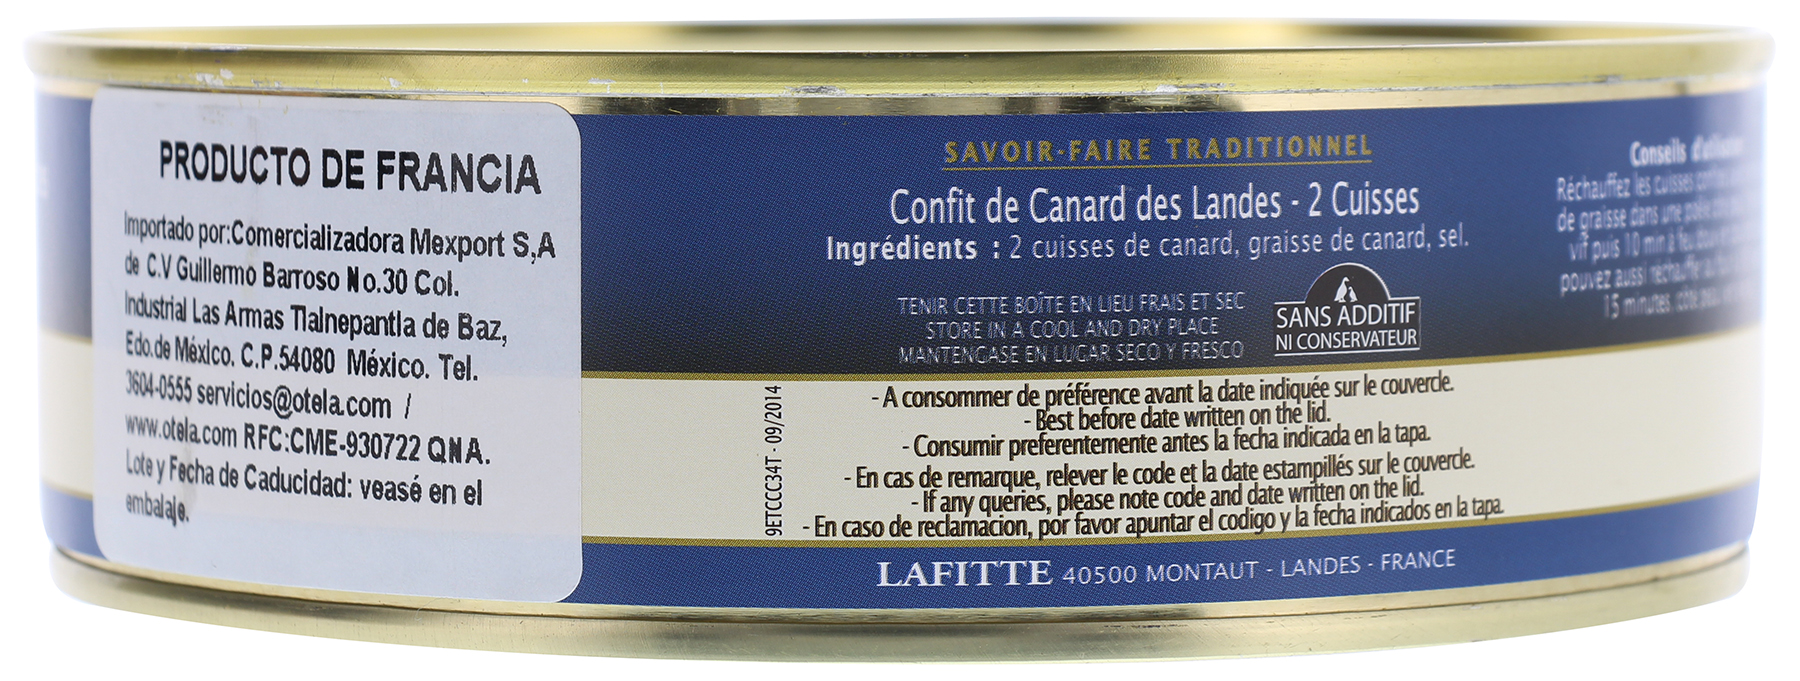 PRODUCTO DE FRANCIA
Importado por:Comercializadora Mexport S,A
de C.V Guillermo Barroso No.30 Col.
Industrial Las Armas Tlalnepantla de Baz,
Edo.de México. C.P.54080 México. Tel.
3604-0555 servicios@otela.com /
www.otela.com RFC:CME-930722 QNA.
Lote y Fecha de Caducidad: veasé en el
embalaje.
SAVOIR-FAIRE TRADITIONNEL
Confit de Canard des Landes - 2 Cuisses
Ingrédients : 2 cuisses de canard, graisse de canard, sel.
TENIR CETTE BOÎTE EN LIEU FRAIS ET SEC
STORE IN A COOL AND DRY PLACE
MANTENGASE EN LUGAR SECO Y FRESCO
SANS ADDITIF
NI CONSERVATEUR
9ETCCC34T - 09/2014
- A consommer de préférence avant la date indiquée sur le couvercle.
- Best before date written on the lid.
- Consumir preferentemente antes la fecha indicada en la tapa.
- En cas de remarque, relever le code et la date estampillés sur le couvercle.
- If any queries, please note code and date written on the lid.
- En caso de reclamacion, por favor apuntar el codigo y la fecha indicados en la tapa.
LAFITTE 40500 MONTAUT - LANDES - FRANCE
Conseils
Réchauffez les cuisses
de graisse dans une
vif puis 10 min à feu
pouvez aussi
15 minutes,